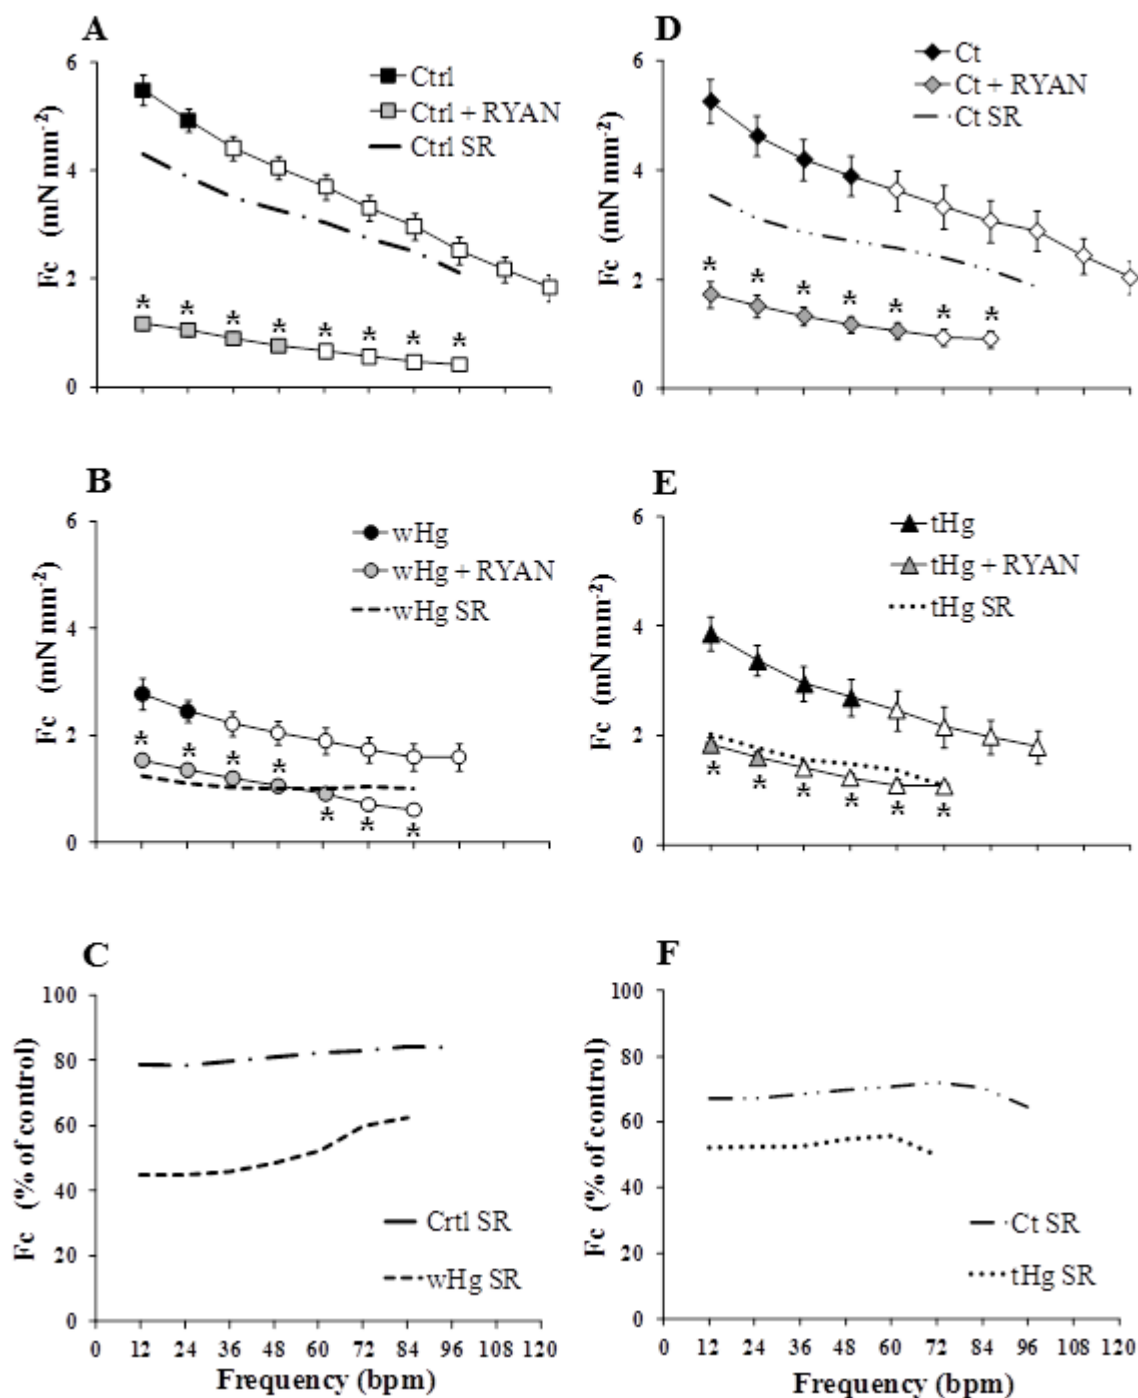 A
Fc (mN mm-2)
6
4
2
0
Ctrl
Ctrl + RYAN
Ctrl SR
* * * * * * * *
D
Fc (mN mm-2)
6
4
2
0
Ct
Ct + RYAN
Ct SR
* * * * * * *
B
Fc (mN mm-2)
6
4
2
0
wHg
wHg + RYAN
wHg SR
* * * * * * *
E
Fc (mN mm-2)
6
4
2
0
tHg
tHg + RYAN
tHg SR
* * * * * *
C
Fc (% of control)
100
80
60
40
20
0
Crtl SR
wHg SR
0 12 24 36 48 60 72 84 96 108 120
Frequency (bpm)
F
Fc (% of control)
100
80
60
40
20
0
Ct SR
tHg SR
0 12 24 36 48 60 72 84 96 108 120
Frequency (bpm)